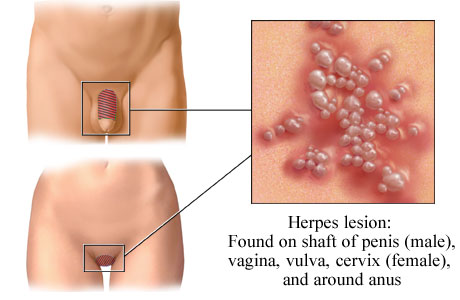 Herpes lesion:
Found on shaft of penis (male),
vagina, vulva, cervix (female),
and around anus